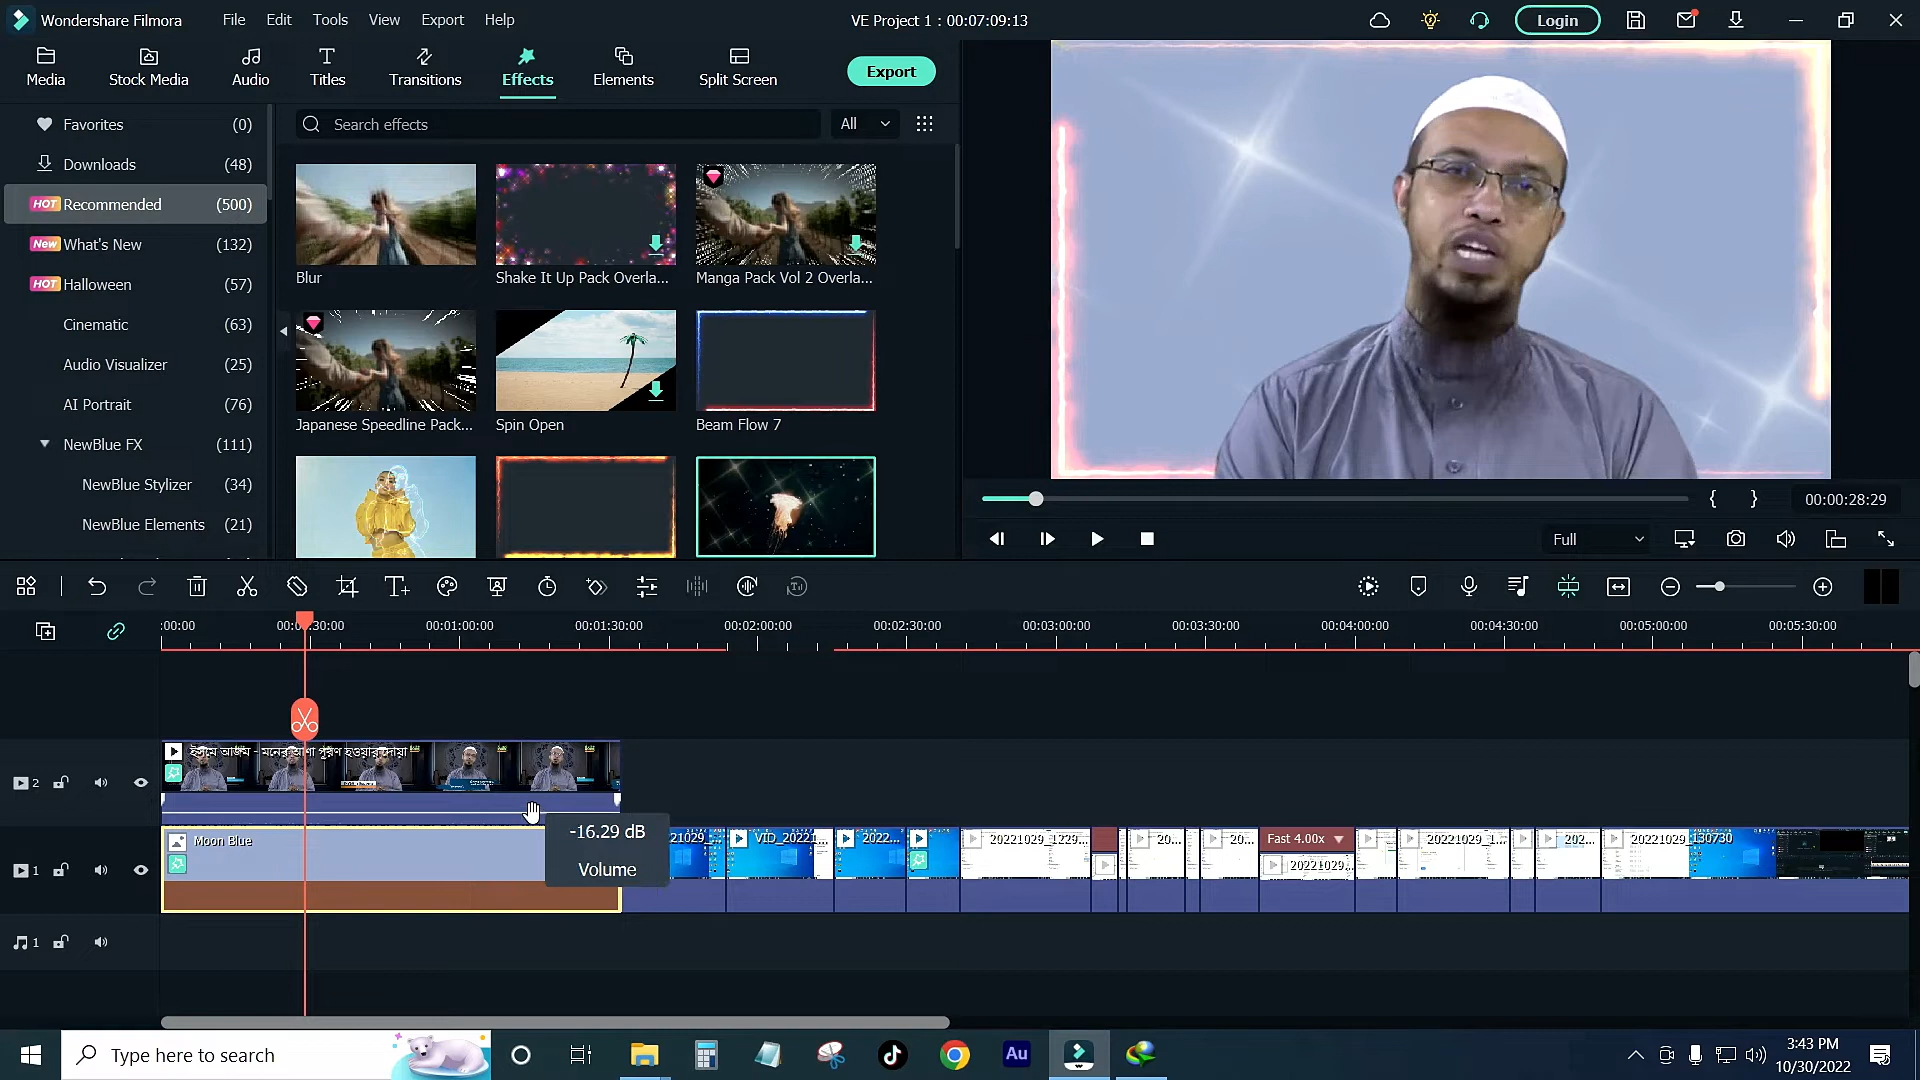 Wondershare Filmora File Edit Tools View Export Help VE Project 1 : 00:07:09:13 Login
Media Stock Media Audio Titles Transitions Effects Elements Split Screen Export
Favorites (0)
Downloads (48)
HOT Recommended (500)
New What's New (132)
HOT Halloween (57)
Cinematic (63)
Audio Visualizer (25)
AI Portrait (76)
NewBlue FX (111)
NewBlue Stylizer (34)
NewBlue Elements (21)
Search effects All
Blur Shake It Up Pack Overla... Manga Pack Vol 2 Overla...
Japanese Speedline Pack... Spin Open Beam Flow 7
{ } 00:00:28:29
Full
:00:00 00:01:00:00 00:01:30:00 00:02:00:00 00:02:30:00 00:03:00:00 00:03:30:00 00:04:00:00 00:04:30:00 00:05:00:00 00:05:30:00
2
1
1
Moon Blue
-16.29 dB
Volume
VID_20221... 2022... 20221029_1229... 20... 20... Fast 4.00x 20221029... 20221029_1... 202... 20221029_130730
Type here to search
Au
3:43 PM
10/30/2022